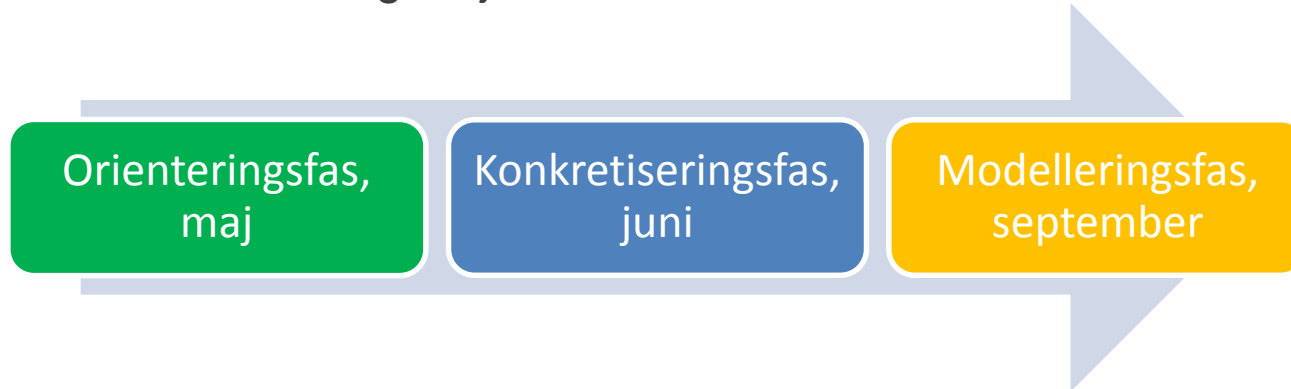 Orienteringsfas,
maj
Konkretiseringsfas,
juni
Modelleringsfas,
september